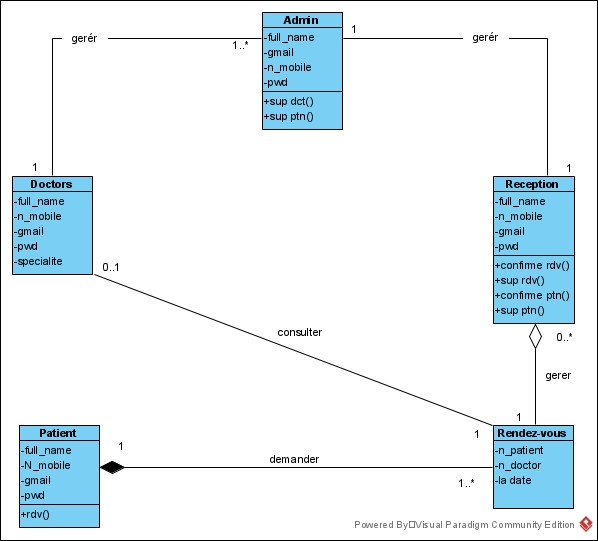 Admin
-full_name
-gmail
-n_mobile
-pwd
+sup dct()
+sup ptn()
gerér
1..*
1
gerér
1
1
Doctors
-full_name
-n_mobile
-gmail
-pwd
-specialite
Reception
-full_name
-n_mobile
-gmail
-pwd
+confirme rdv()
+sup rdv()
+confirme ptn()
+sup ptn()
0..1
consulter
0..*
gerer
1
1
Patient
-full_name
-N_mobile
-gmail
-pwd
+rdv()
1
demander
1..*
Rendez-vous
-n_patient
-n_doctor
-la date
Powered By Visual Paradigm Community Edition